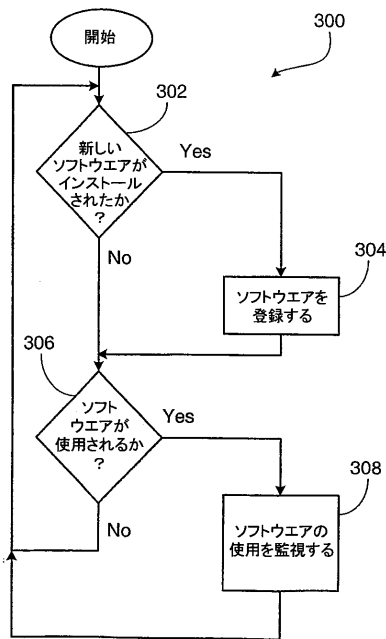 開始
300
302
新しい
ソフトウエアが
インストール
されたか
?
Yes
No
304
ソフトウエアを
登録する
306
ソフト
ウエアが
使用されるか
?
Yes
No
308
ソフトウエアの
使用を監視する